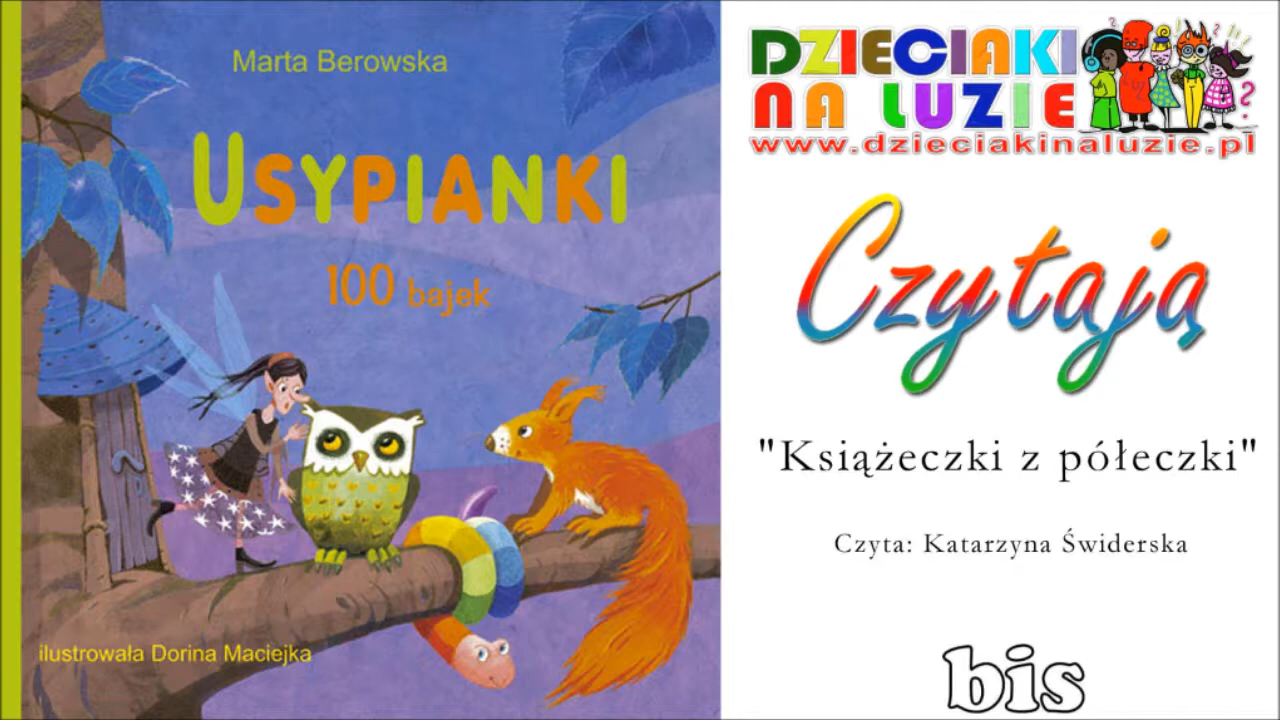 Marta Berowska
USYPIANKI
100 bajek
ilustrowała Dorina Maciejka
DZIECIAKI
NA LUZIE
www.dzieciakinaluzie.pl
Czytają
"Książeczki z półeczki"
Czyta: Katarzyna Świderska
bis